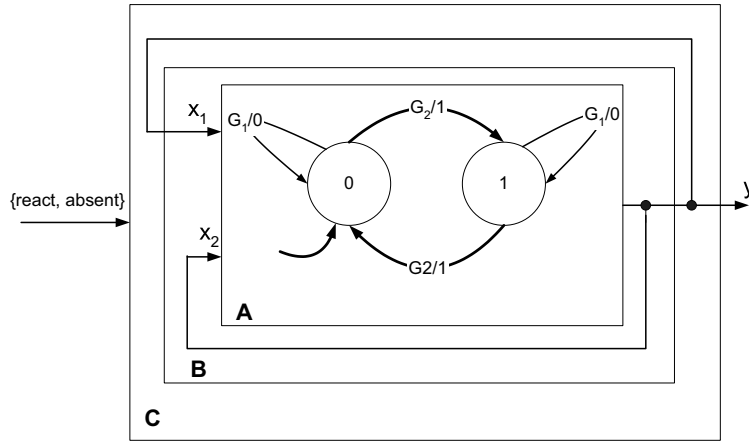 x1
G1/0
G2/1
G1/0
0
1
{react, absent}
y
x2
G2/1
A
B
C